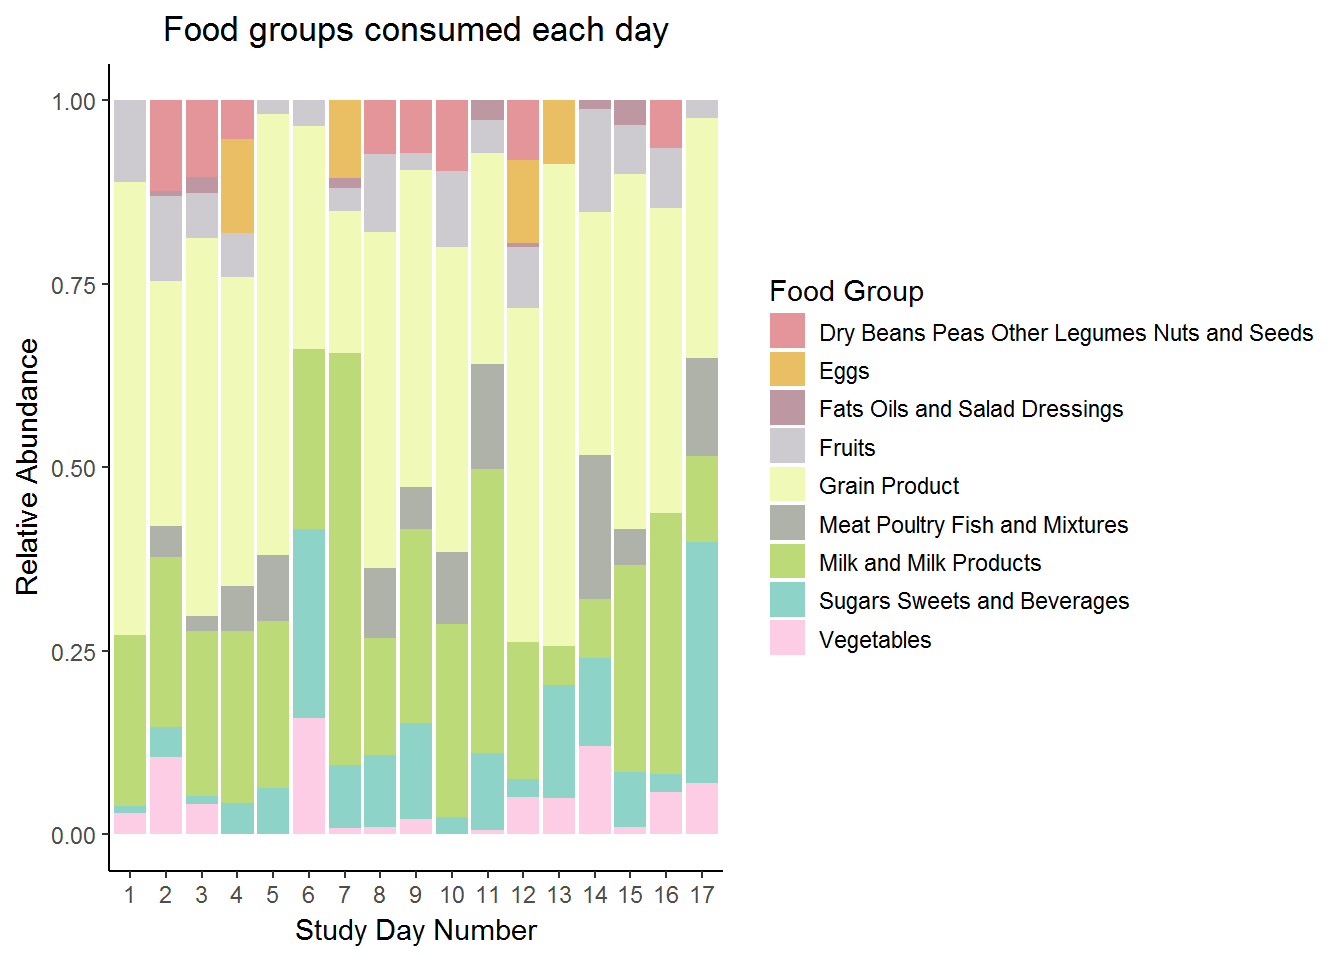 Food groups consumed each day
1.00
0.75
0.50
0.25
0.00
Relative Abundance
1 2 3 4 5 6 7 8 9 10 11 12 13 14 15 16 17
Study Day Number
Food Group
Dry Beans Peas Other Legumes Nuts and Seeds
Eggs
Fats Oils and Salad Dressings
Fruits
Grain Product
Meat Poultry Fish and Mixtures
Milk and Milk Products
Sugars Sweets and Beverages
Vegetables